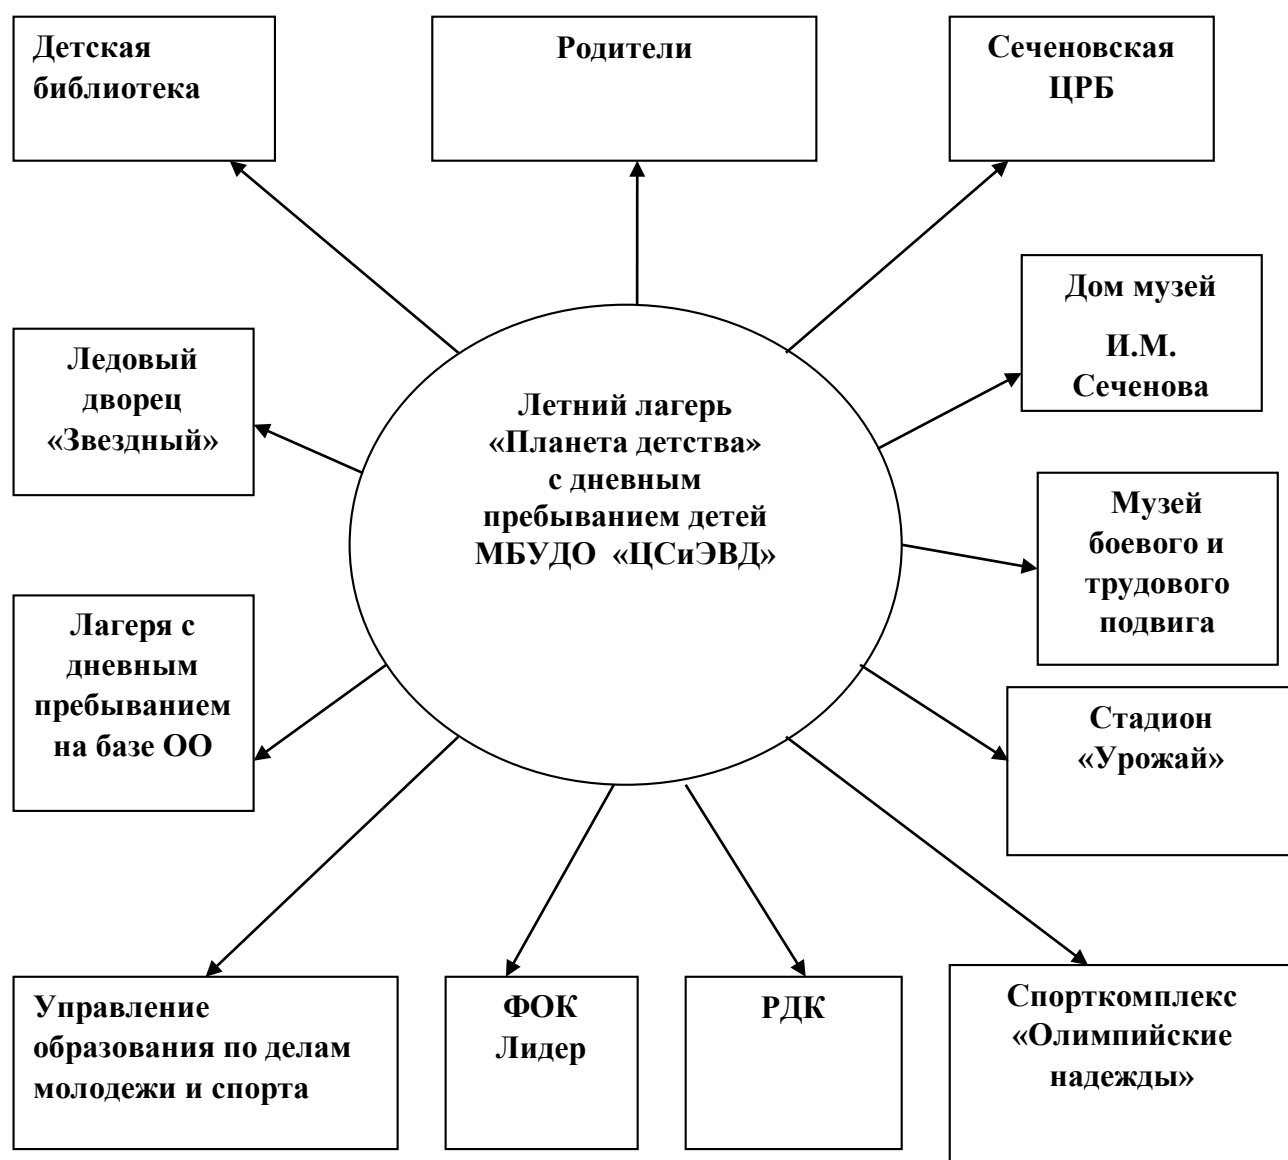 Детская
библиотека
Родители
Сеченовская
ЦРБ
Дом музей
И.М.
Сеченова
Ледовый
дворец
«Звездный»
Летний лагерь
«Планета детства»
с дневным
пребыванием детей
МБУДО «ЦСиЭВД»
Музей
боевого и
трудового
подвига
Лагеря с
дневным
пребыванием
на базе ОО
Стадион
«Урожай»
Управление
образования по делам
молодежи и спорта
ФОК
Лидер
РДК
Спорткомплекс
«Олимпийские
надежды»